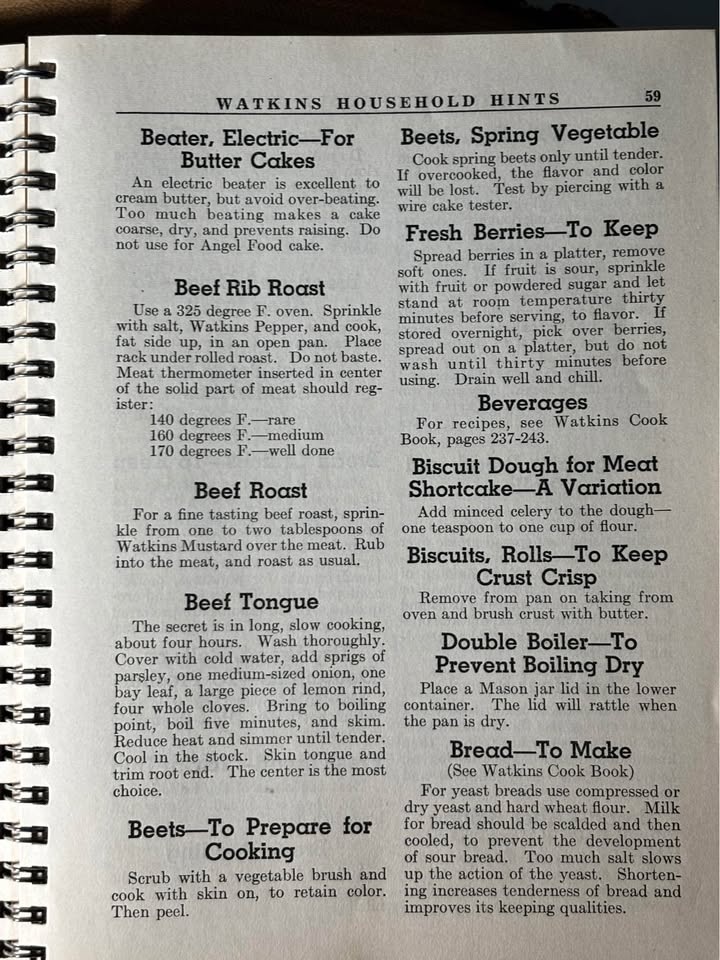 WATKINS HOUSEHOLD HINTS 59
Beater, Electric—For
Butter Cakes
An electric beater is excellent to
cream butter, but avoid over-beating.
Too much beating makes a cake
coarse, dry, and prevents raising. Do
not use for Angel Food cake.
Beef Rib Roast
Use a 325 degree F. oven. Sprinkle
with salt, Watkins Pepper, and cook,
fat side up, in an open pan. Place
rack under rolled roast. Do not baste.
Meat thermometer inserted in center
of the solid part of meat should reg-
ister:
140 degrees F.—rare
160 degrees F.—medium
170 degrees F.—well done
Beef Roast
For a fine tasting beef roast, sprin-
kle from one to two tablespoons of
Watkins Mustard over the meat. Rub
into the meat, and roast as usual.
Beef Tongue
The secret is in long, slow cooking,
about four hours. Wash thoroughly.
Cover with cold water, add sprigs of
parsley, one medium-sized onion, one
bay leaf, a large piece of lemon rind,
four whole cloves. Bring to boiling
point, boil five minutes, and skim.
Reduce heat and simmer until tender.
Cool in the stock. Skin tongue and
trim root end. The center is the most
choice.
Beets—To Prepare for
Cooking
Scrub with a vegetable brush and
cook with skin on, to retain color.
Then peel.
Beets, Spring Vegetable
Cook spring beets only until tender.
If overcooked, the flavor and color
will be lost. Test by piercing with a
wire cake tester.
Fresh Berries—To Keep
Spread berries in a platter, remove
soft ones. If fruit is sour, sprinkle
with fruit or powdered sugar and let
stand at room temperature thirty
minutes before serving, to flavor. If
stored overnight, pick over berries,
spread out on a platter, but do not
wash until thirty minutes before
using. Drain well and chill.
Beverages
For recipes, see Watkins Cook
Book, pages 237-243.
Biscuit Dough for Meat
Shortcake—A Variation
Add minced celery to the dough—
one teaspoon to one cup of flour.
Biscuits, Rolls—To Keep
Crust Crisp
Remove from pan on taking from
oven and brush crust with butter.
Double Boiler—To
Prevent Boiling Dry
Place a Mason jar lid in the lower
container. The lid will rattle when
the pan is dry.
Bread—To Make
(See Watkins Cook Book)
For yeast breads use compressed or
dry yeast and hard wheat flour. Milk
for bread should be scalded and then
cooled, to prevent the development
of sour bread. Too much salt slows
up the action of the yeast. Shorten-
ing increases tenderness of bread and
improves its keeping qualities.